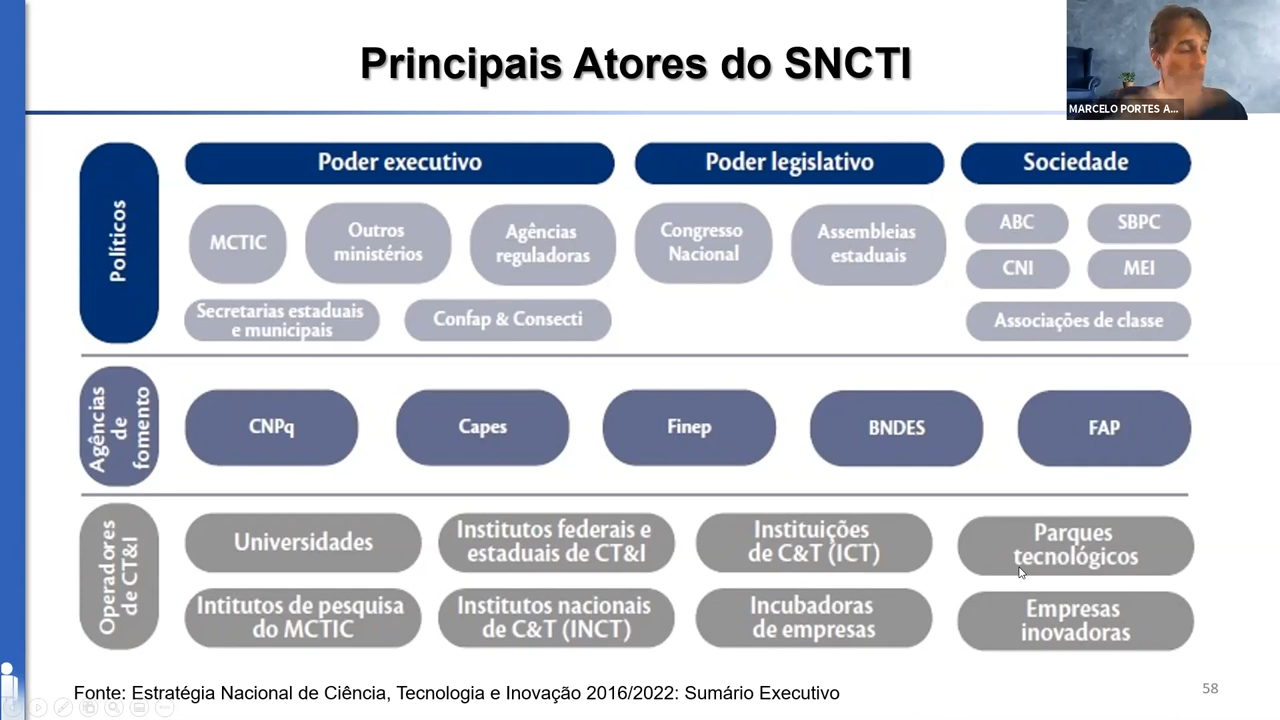 Principais Atores do SNCTI
MARCELO PORTES A...
Políticos
Poder executivo
Poder legislativo
Sociedade
MCTIC
Outros
ministérios
Agências
reguladoras
Congresso
Nacional
Assembleias
estaduais
ABC
SBPC
CNI
MEI
Secretarias estaduais
e municipais
Confap & Consecti
Associações de classe
Agências
de
fomento
CNPq
Capes
Finep
BNDES
FAP
Operadores
de CT&I
Universidades
Institutos federais e
estaduais de CT&I
Instituições
de C&T (ICT)
Parques
tecnológicos
Intitutos de pesquisa
do MCTIC
Institutos nacionais
de C&T (INCT)
Incubadoras
de empresas
Empresas
inovadoras
Fonte: Estratégia Nacional de Ciência, Tecnologia e Inovação 2016/2022: Sumário Executivo
58